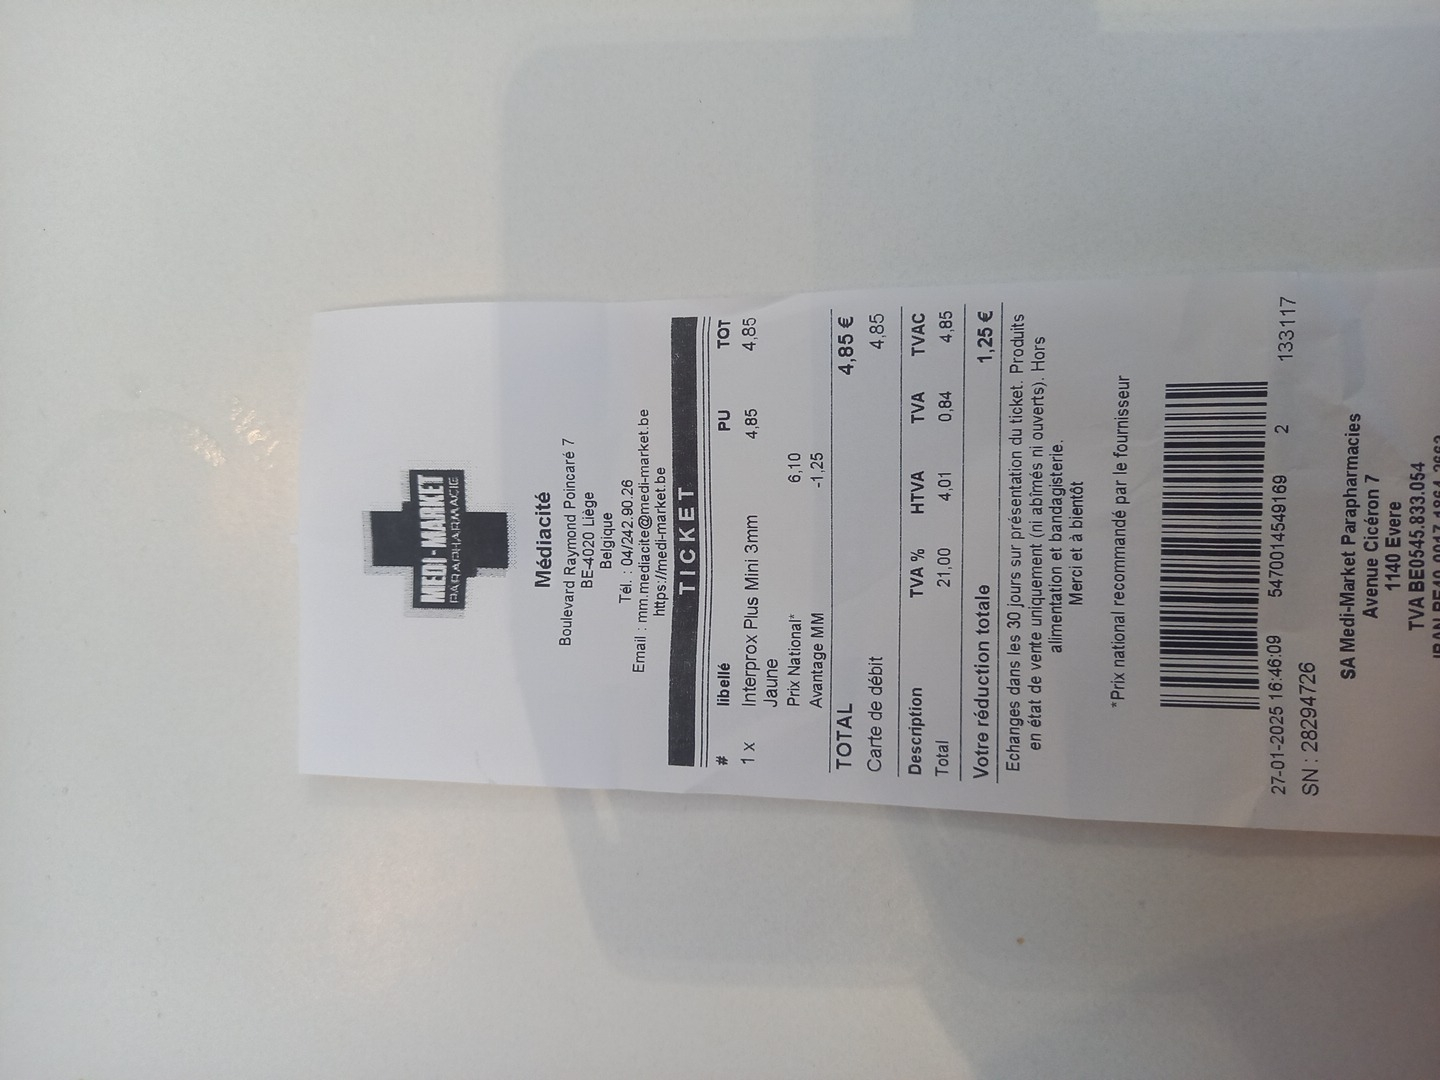 MEDI-MARKET
PARAPHARMACIE
Médiacité
Boulevard Raymond Poincaré 7
BE-4020 Liège
Belgique
Tél. : 04/242.90.26
Email : mm.mediacite@medi-market.be
https://medi-market.be
TICKET
# libellé PU TOT
1 x Interprox Plus Mini 3mm 4,85 4,85
Jaune
Prix National* 6,10
Avantage MM -1,25
TOTAL 4,85 €
Carte de débit 4,85
Description TVA % HTVA TVA TVAC
Total 21,00 4,01 0,84 4,85
Votre réduction totale 1,25 €
Echanges dans les 30 jours sur présentation du ticket. Produits
en état de vente uniquement (ni abîmés ni ouverts). Hors
alimentation et bandagisterie.
Merci et à bientôt
*Prix national recommandé par le fournisseur
27-01-2025 16:46:09 5470014549169 2 133117
SN : 28294726
SA Medi-Market Parapharmacies
Avenue Cicéron 7
1140 Evere
TVA BE0545.833.054